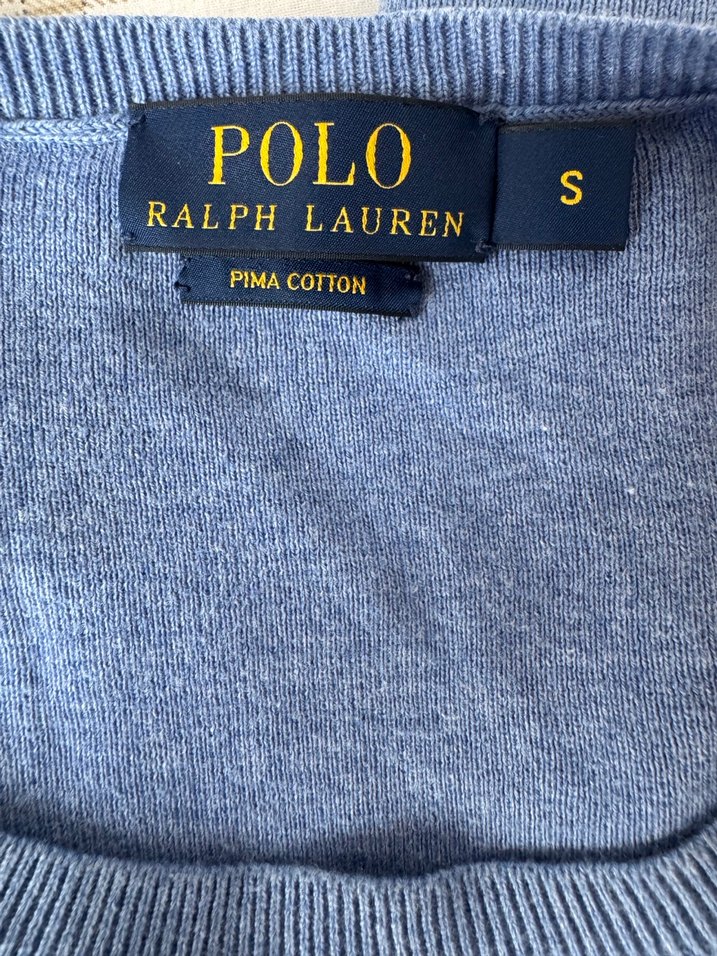 POLO
RALPH LAUREN
S
PIMA COTTON